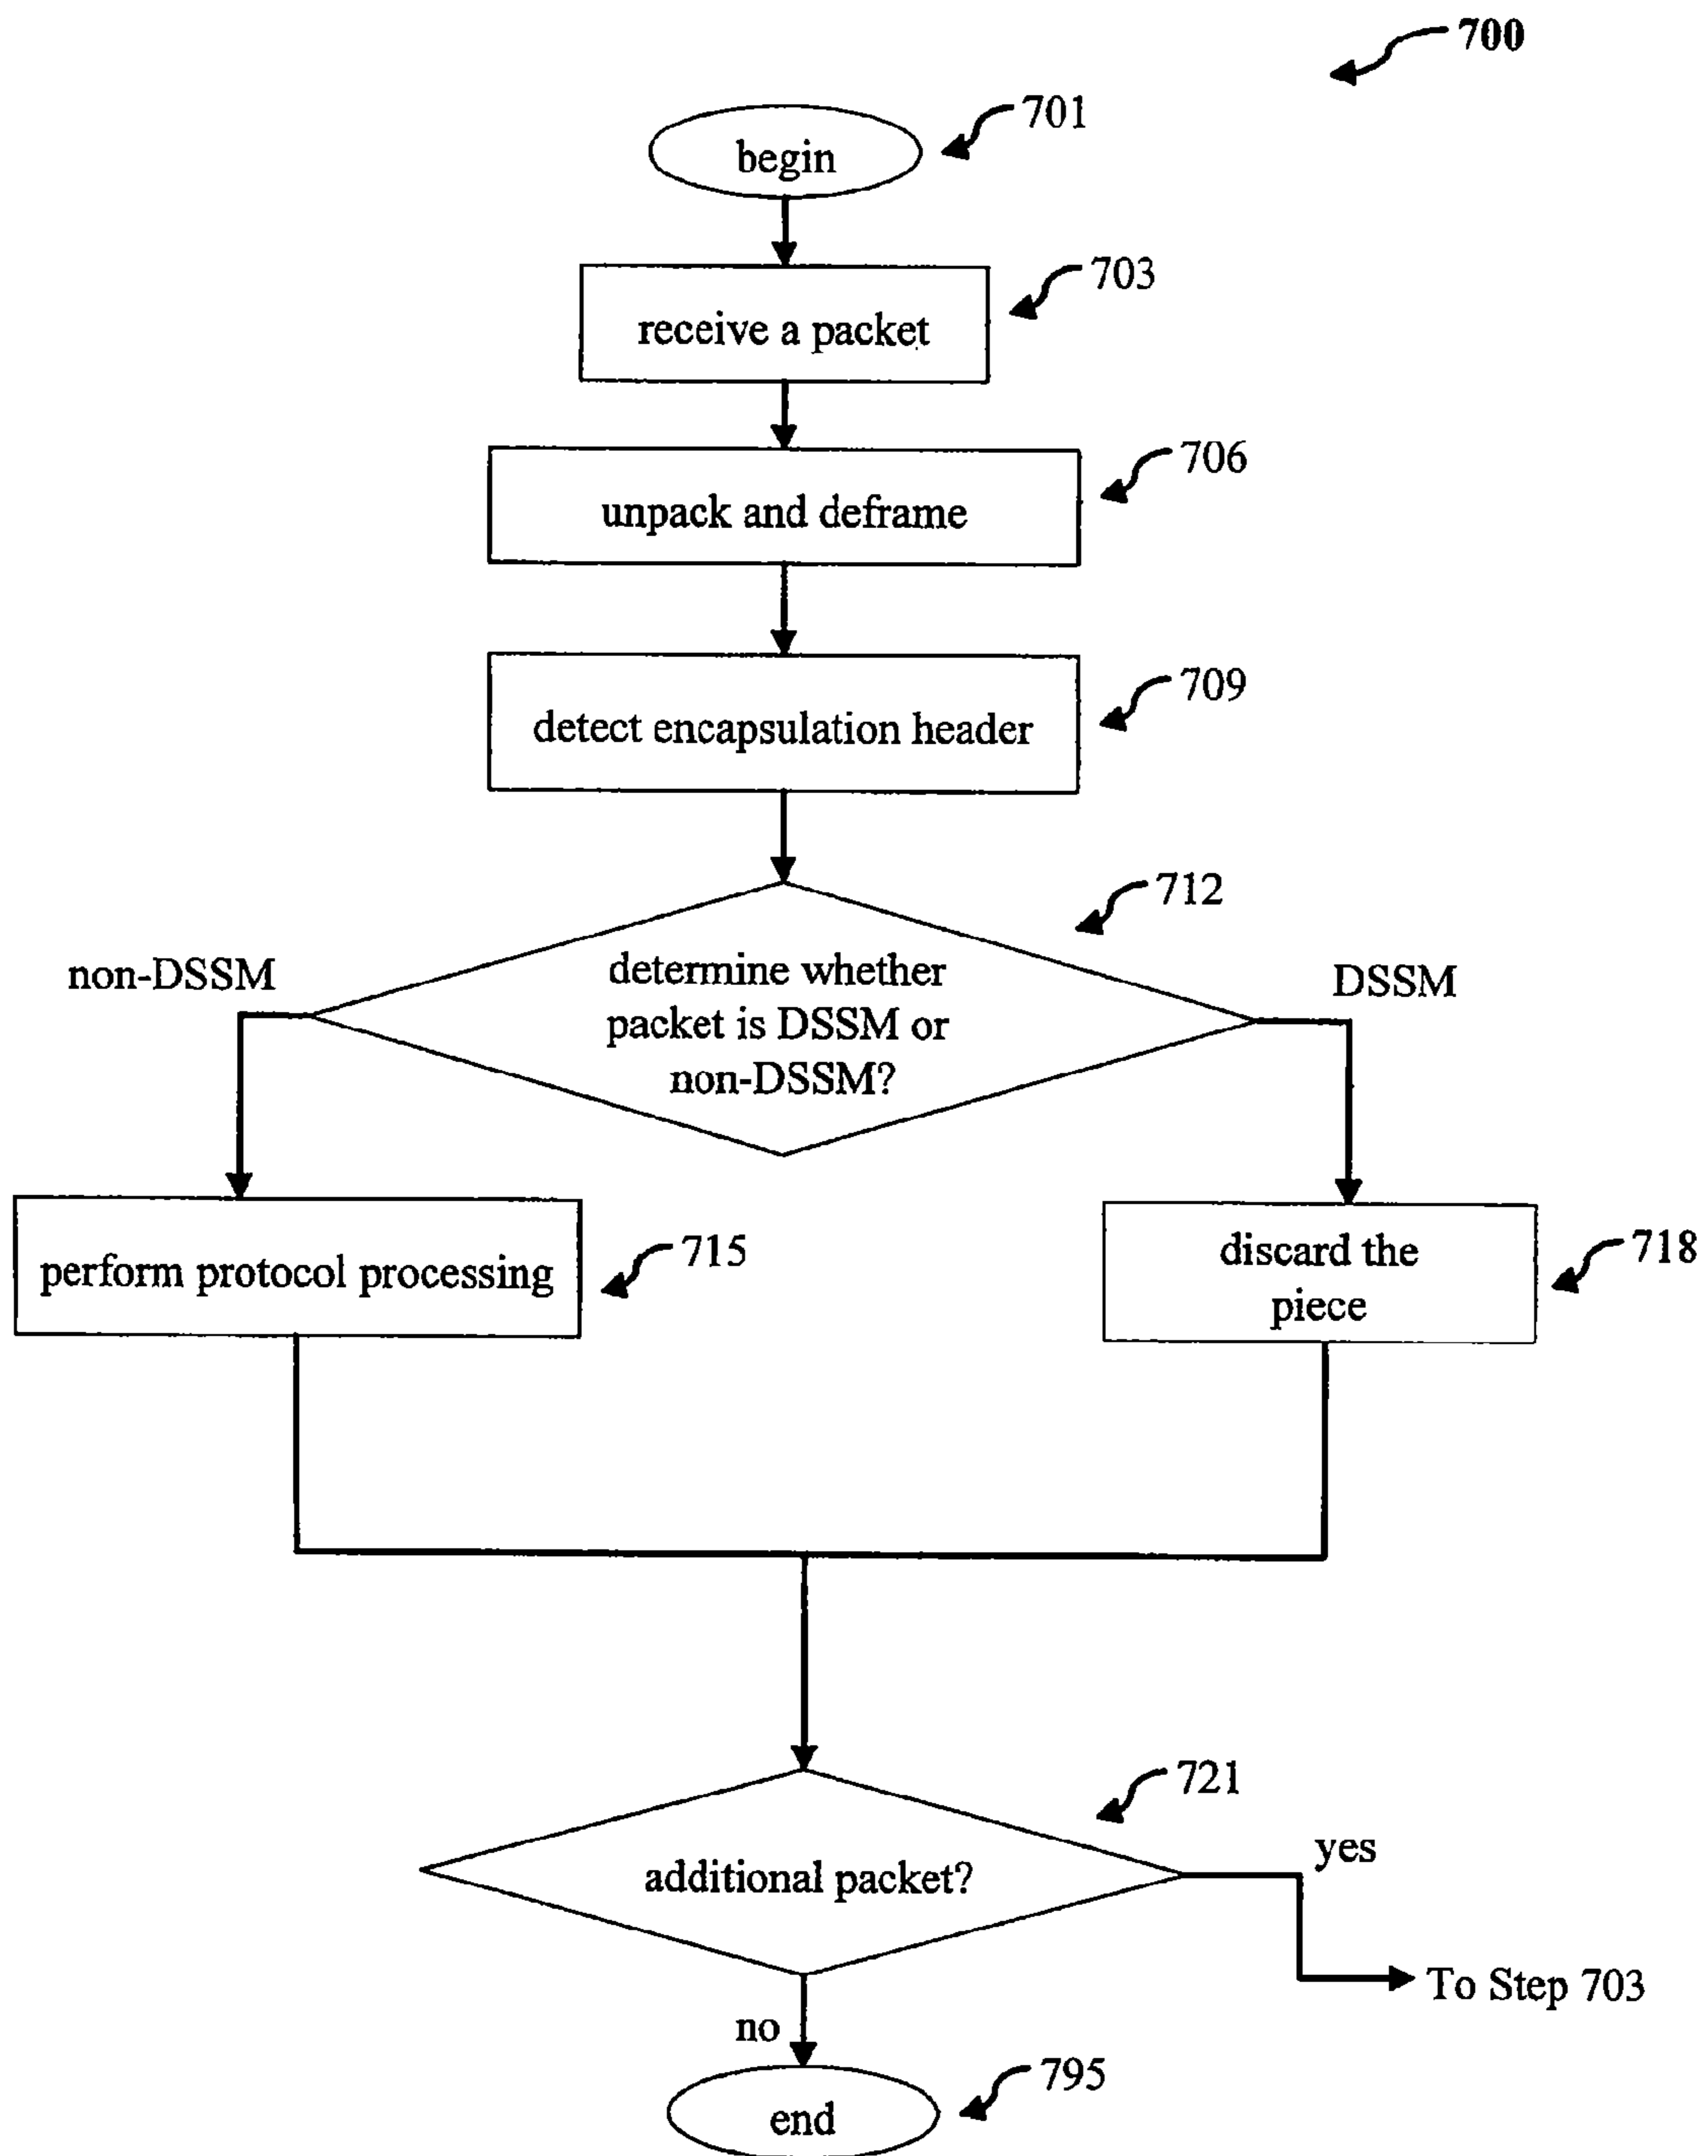 700
begin
701
receive a packet
703
unpack and deframe
706
detect encapsulation header
709
712
non-DSSM
determine whether
packet is DSSM or
non-DSSM?
DSSM
perform protocol processing
715
discard the
piece
718
721
additional packet?
yes
To Step 703
no
end
795